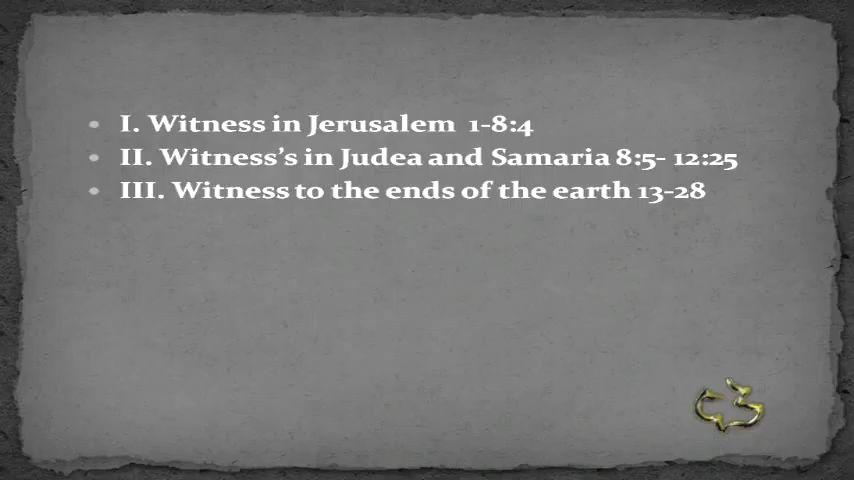 • I. Witness in Jerusalem 1-8:4
• II. Witness’s in Judea and Samaria 8:5- 12:25
• III. Witness to the ends of the earth 13-28